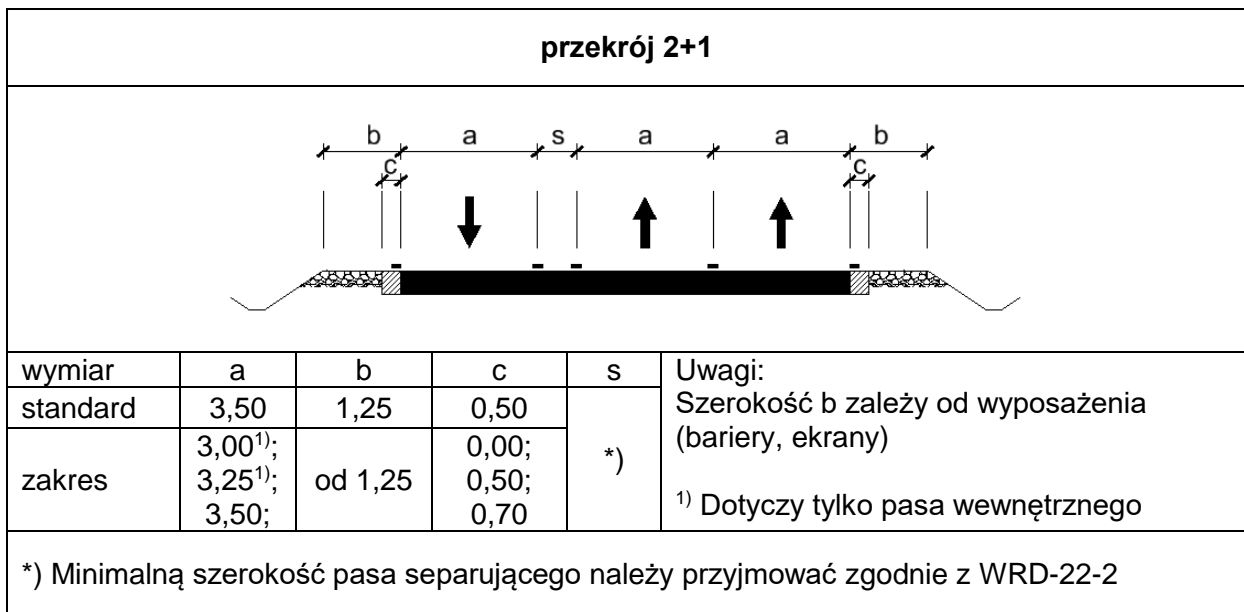 przekrój 2+1
b a s a a b
c c
wymiar a b c s Uwagi:
standard 3,50 1,25 0,50 *) Szerokość b zależy od wyposażenia
(bariery, ekrany)
zakres 3,00¹⁾; od 1,25 0,00;
3,25¹⁾; 0,50;
3,50; 0,70
¹⁾ Dotyczy tylko pasa wewnętrznego
*) Minimalną szerokość pasa separującego należy przyjmować zgodnie z WRD-22-2